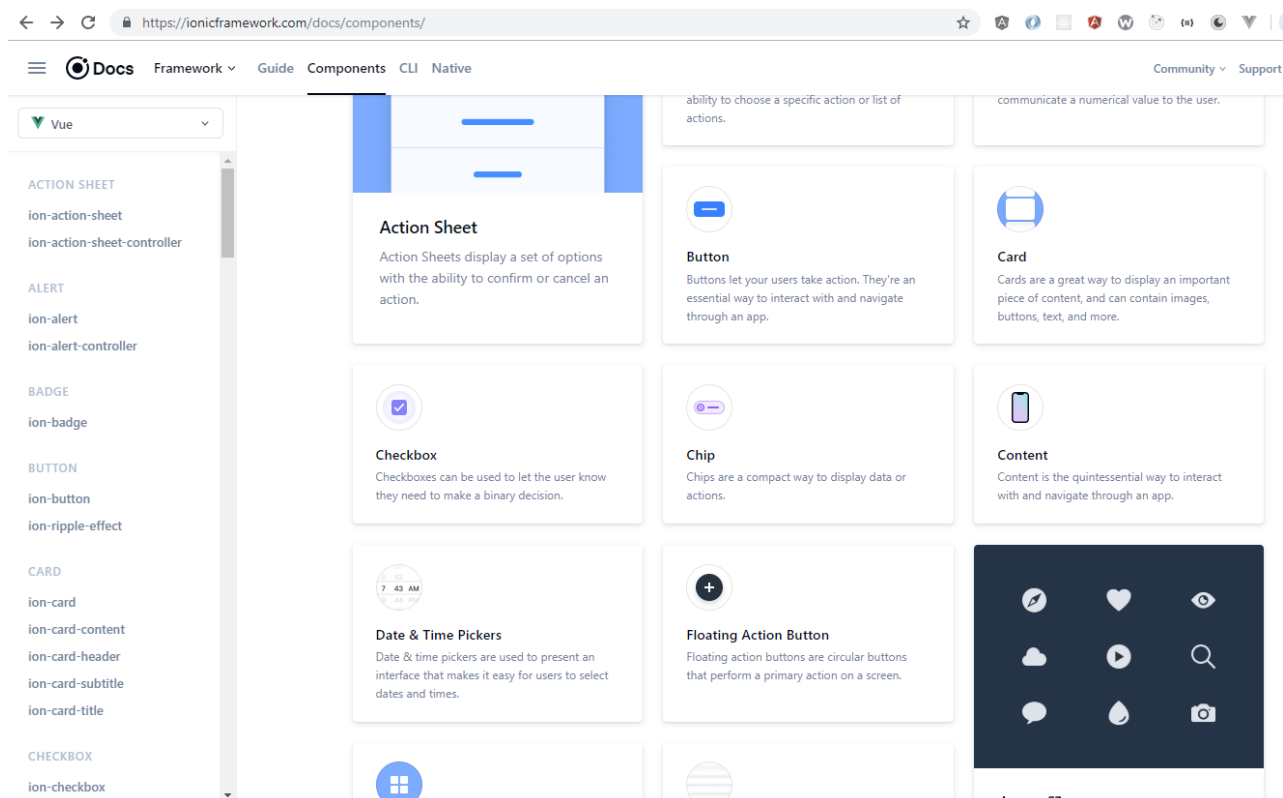 https://ionicframework.com/docs/components/
Docs
Framework
Guide
Components
CLI
Native
Community
Support
Vue
ACTION SHEET
ion-action-sheet
ion-action-sheet-controller
ALERT
ion-alert
ion-alert-controller
BADGE
ion-badge
BUTTON
ion-button
ion-ripple-effect
CARD
ion-card
ion-card-content
ion-card-header
ion-card-subtitle
ion-card-title
CHECKBOX
ion-checkbox
ability to choose a specific action or list of
actions.
communicate a numerical value to the user.
Action Sheet
Action Sheets display a set of options
with the ability to confirm or cancel an
action.
Button
Buttons let your users take action. They're an
essential way to interact with and navigate
through an app.
Card
Cards are a great way to display an important
piece of content, and can contain images,
buttons, text, and more.
Checkbox
Checkboxes can be used to let the user know
they need to make a binary decision.
Chip
Chips are a compact way to display data or
actions.
Content
Content is the quintessential way to interact
with and navigate through an app.
7 43 AM
Date & Time Pickers
Date & time pickers are used to present an
interface that makes it easy for users to select
dates and times.
Floating Action Button
Floating action buttons are circular buttons
that perform a primary action on a screen.